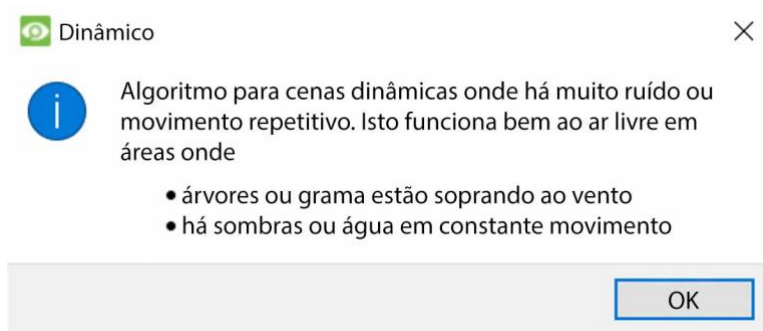 Dinâmico
Algoritmo para cenas dinâmicas onde há muito ruído ou
movimento repetitivo. Isto funciona bem ao ar livre em
áreas onde
• árvores ou grama estão soprando ao vento
• há sombras ou água em constante movimento
OK